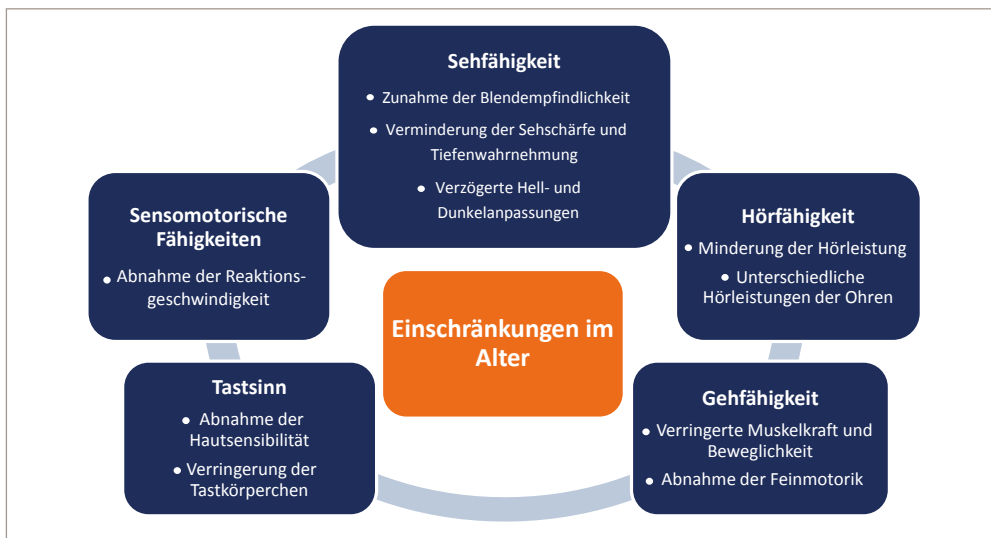 Sehfähigkeit
• Zunahme der Blendempfindlichkeit
• Verminderung der Sehschärfe und
Tiefenwahrnehmung
• Verzögerte Hell- und
Dunkelanpassungen
Hörfähigkeit
• Minderung der Hörleistung
• Unterschiedliche
Hörleistungen der Ohren
Gehfähigkeit
• Verringerte Muskelkraft und
Beweglichkeit
• Abnahme der Feinmotorik
Tastsinn
• Abnahme der
Hautsensibilität
• Verringerung der
Tastkörperchen
Sensomotorische
Fähigkeiten
• Abnahme der Reaktions-
geschwindigkeit
Einschränkungen im
Alter